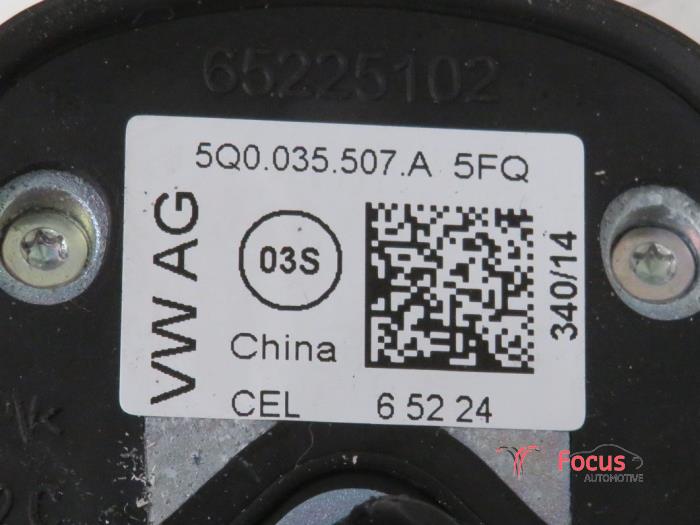 65225102
5Q0.035.507.A 5FQ
VW AG
03S
340/14
China
CEL 6 52 24
Focus
AUTOMOTIVE